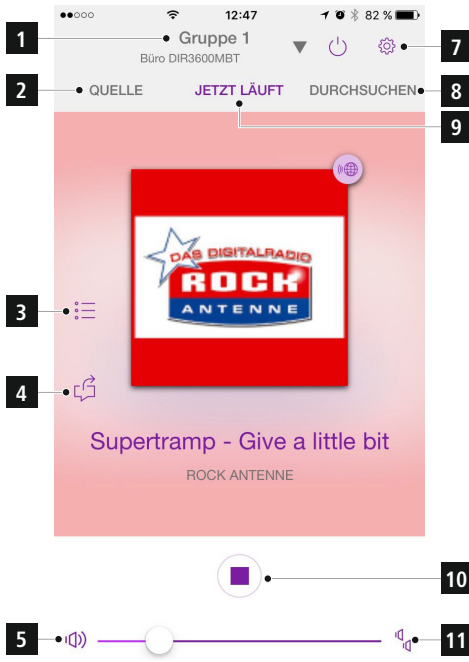 12:47 82 %
1 Gruppe 1 7
Büro DIR3600MBT
2 QUELLE JETZT LÄUFT DURCHSUCHEN 8
9
DAS DIGITALRADIO
ROCK
ANTENNE
3
4
Supertramp - Give a little bit
ROCK ANTENNE
10
5 11